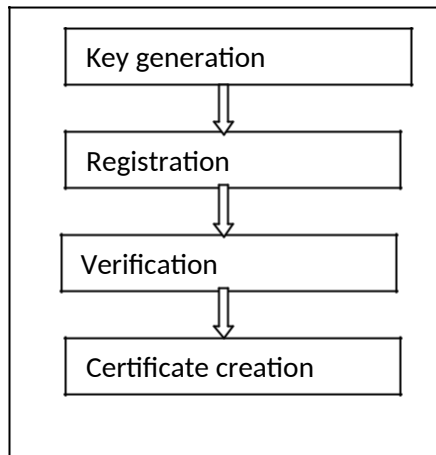 Key generation
Registration
Verification
Certificate creation